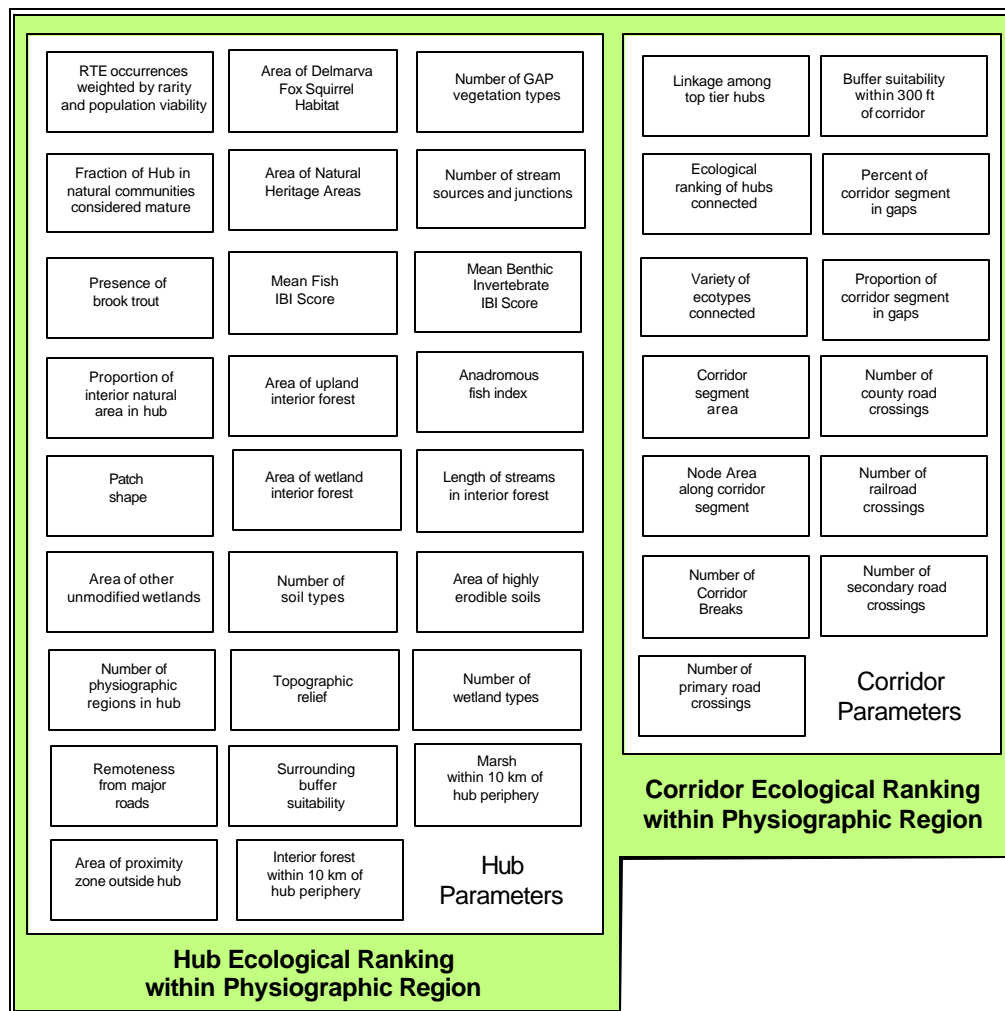 RTE occurrences
weighted by rarity
and population viability
Area of Delmarva
Fox Squirrel
Habitat
Number of GAP
vegetation types
Fraction of Hub in
natural communities
considered mature
Area of Natural
Heritage Areas
Number of stream
sources and junctions
Presence of
brook trout
Mean Fish
IBI Score
Mean Benthic
Invertebrate
IBI Score
Proportion of
interior natural
area in hub
Area of upland
interior forest
Anadromous
fish index
Patch
shape
Area of wetland
interior forest
Length of streams
in interior forest
Area of other
unmodified wetlands
Number of
soil types
Area of highly
erodible soils
Number of
physiographic
regions in hub
Topographic
relief
Number of
wetland types
Remoteness
from major
roads
Surrounding
buffer
suitability
Marsh
within 10 km of
hub periphery
Area of proximity
zone outside hub
Interior forest
within 10 km of
hub periphery
Hub
Parameters
Hub Ecological Ranking
within Physiographic Region
Linkage among
top tier hubs
Buffer suitability
within 300 ft
of corridor
Ecological
ranking of hubs
connected
Percent of
corridor segment
in gaps
Variety of
ecotypes
connected
Proportion of
corridor segment
in gaps
Corridor
segment
area
Number of
county road
crossings
Node Area
along corridor
segment
Number of
railroad
crossings
Number of
Corridor
Breaks
Number of
secondary road
crossings
Number of
primary road
crossings
Corridor
Parameters
Corridor Ecological Ranking
within Physiographic Region